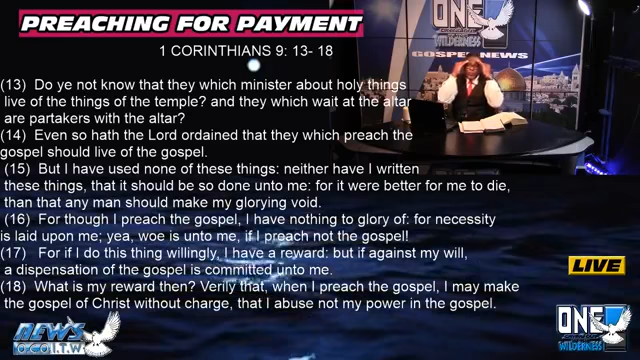 PREACHING FOR PAYMENT
1 CORINTHIANS 9: 13- 18
(13) Do ye not know that they which minister about holy things
live of the things of the temple? and they which wait at the altar
are partakers with the altar?
(14) Even so hath the Lord ordained that they which preach the
gospel should live of the gospel.
(15) But I have used none of these things: neither have I written
these things, that it should be so done unto me: for it were better for me to die,
than that any man should make my glorying void.
(16) For though I preach the gospel, I have nothing to glory of: for necessity
is laid upon me; yea, woe is unto me, if I preach not the gospel!
(17) For if I do this thing willingly, I have a reward: but if against my will,
a dispensation of the gospel is committed unto me.
(18) What is my reward then? Verily that, when I preach the gospel, I may make
the gospel of Christ without charge, that I abuse not my power in the gospel.
ONE
WILDERNESS
GOSPEL NEWS
LIVE
NEWS
ONE
WILDERNESS